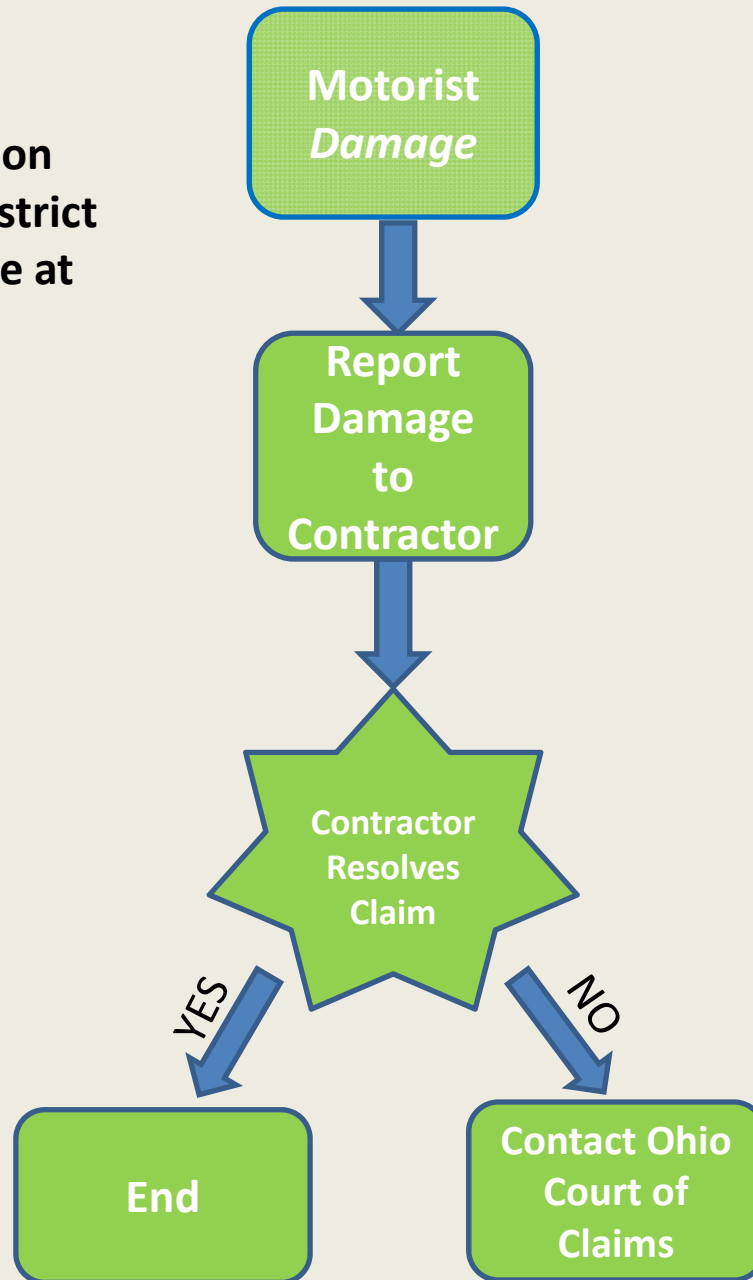 on
strict
e at
Motorist
Damage
Report
Damage
to
Contractor
Contractor
Resolves
Claim
YES
NO
End
Contact Ohio
Court of
Claims